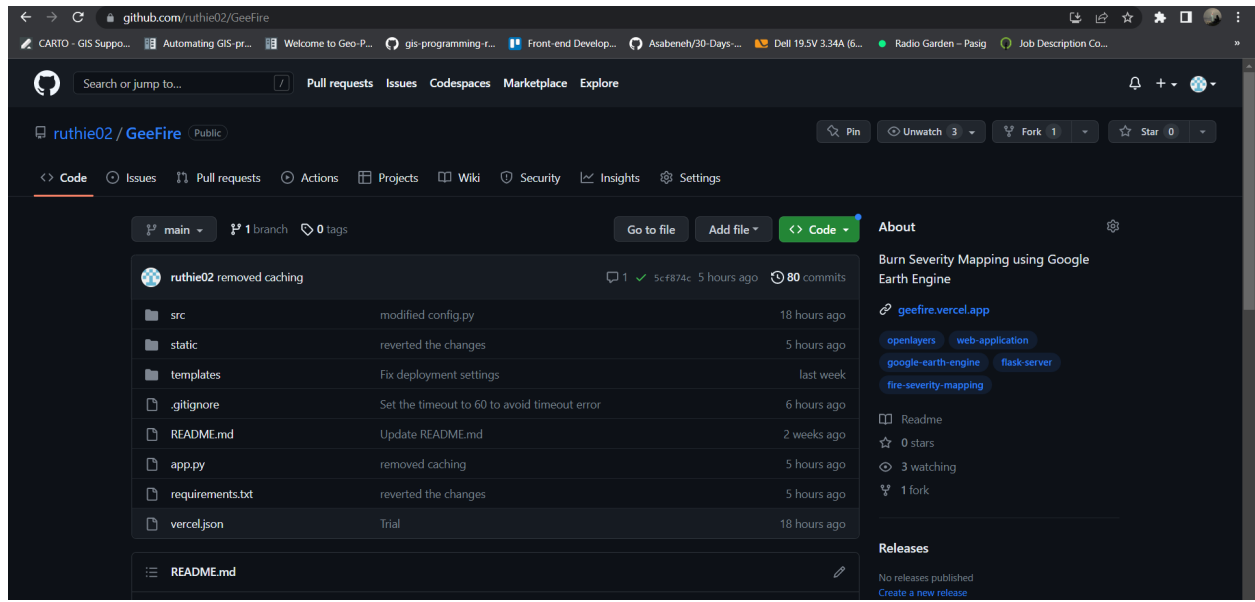 github.com/ruthie02/GeeFire
CARTO - GIS Suppo... Automating GIS-pr... Welcome to Geo-P... gis-programming-r... Front-end Develop... Asabeneh/30-Days-... Dell 19.5V 3.34A (6... Radio Garden – Pasig Job Description Co... »
Search or jump to... / Pull requests Issues Codespaces Marketplace Explore
ruthie02 / GeeFire Public Pin Unwatch 3 Fork 1 Star 0
Code Issues Pull requests Actions Projects Wiki Security Insights Settings
main 1 branch 0 tags Go to file Add file Code
ruthie02 removed caching 1 5cf874c 5 hours ago 80 commits
src modified config.py 18 hours ago
static reverted the changes 5 hours ago
templates Fix deployment settings last week
.gitignore Set the timeout to 60 to avoid timeout error 6 hours ago
README.md Update README.md 2 weeks ago
app.py removed caching 5 hours ago
requirements.txt reverted the changes 5 hours ago
vercel.json Trial 18 hours ago
README.md
About
Burn Severity Mapping using Google
Earth Engine
geefire.vercel.app
openlayers web-application
google-earth-engine flask-server
fire-severity-mapping
Readme
0 stars
3 watching
1 fork
Releases
No releases published
Create a new release